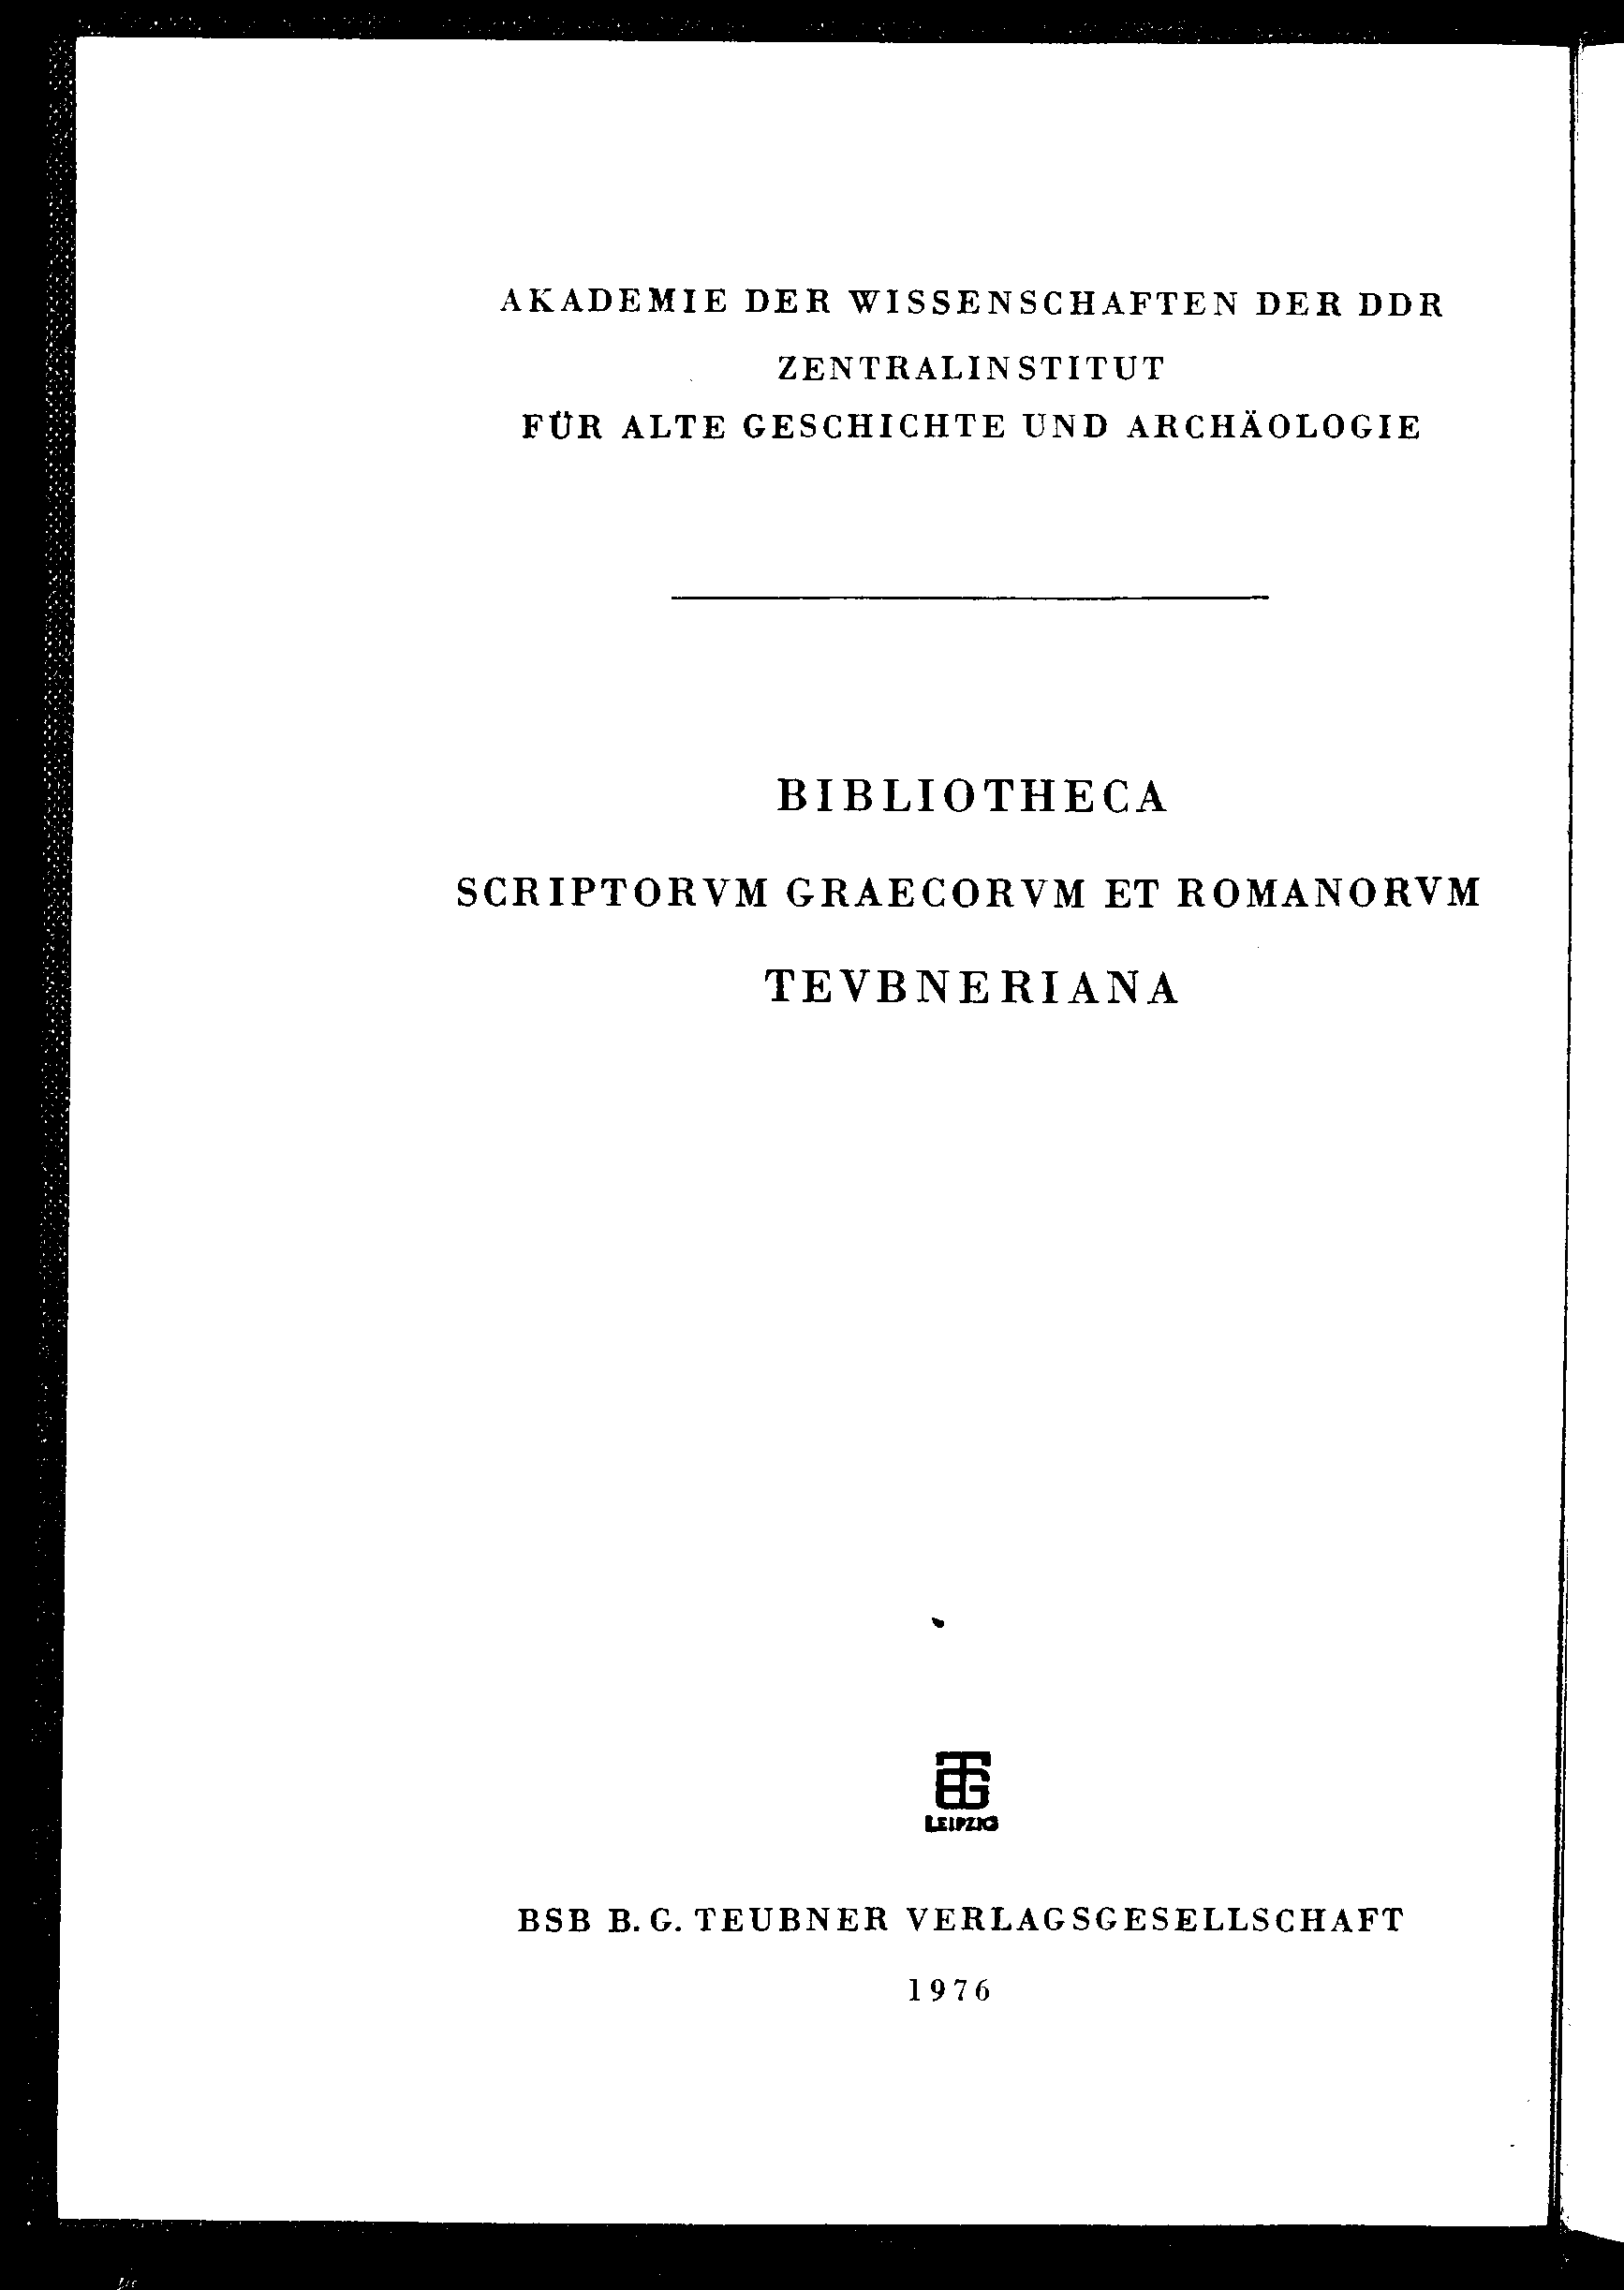 AKADEMIE DER WISSENSCHAFTEN DER DDR
ZENTRALINSTITUT
FÜR ALTE GESCHICHTE UND ARCHÄOLOGIE
BIBLIOTHECA
SCRIPTORVM GRAECORVM ET ROMANORVM
TEVBNERIANA
LEIPZIG
BSB B. G. TEUBNER VERLAGSGESELLSCHAFT
1976